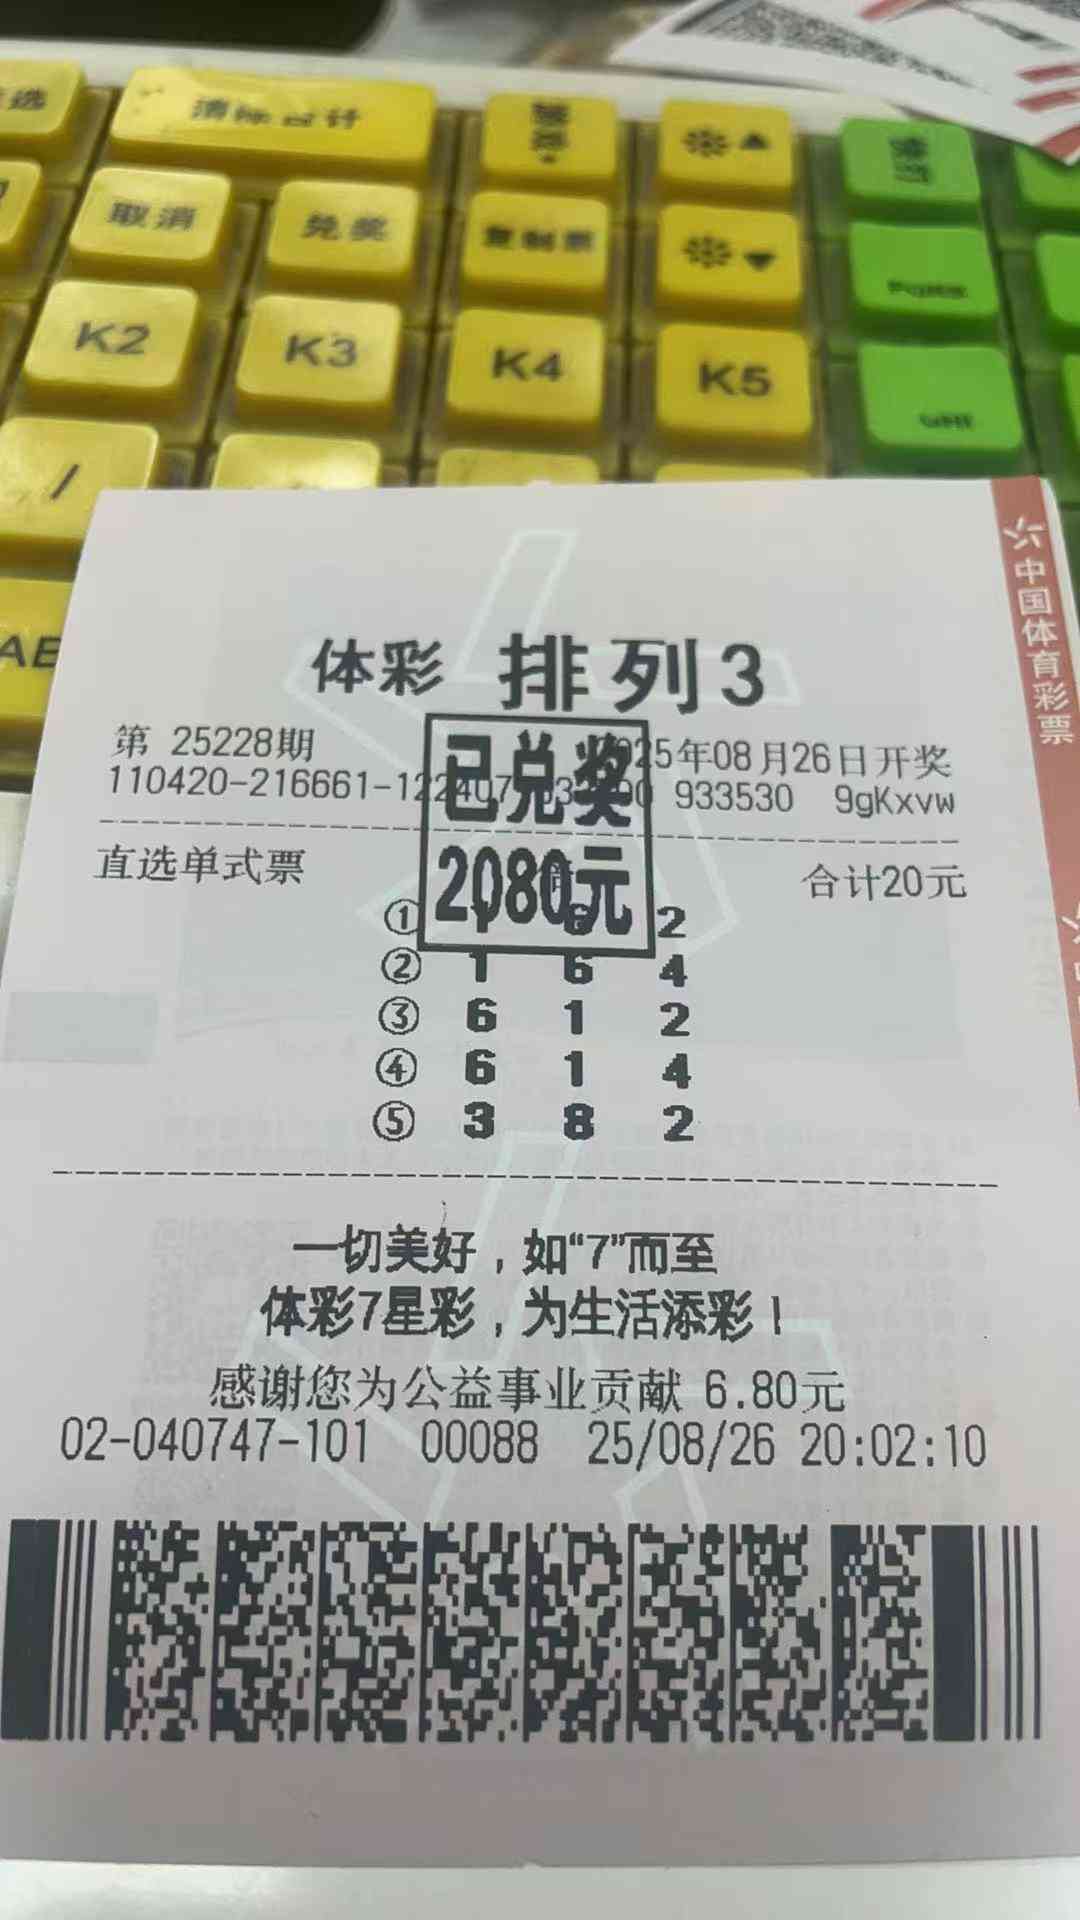 清除合计
取消
兑奖
复制票
K2
K3
K4
K5
/
中国体育彩票
体彩 排列3
第 25228期
2025年08月26日开奖
110420-216661-122407 933530 9gKxvw
已兑奖
2080元
直选单式票
合计20元
① 1 6 2
② 1 6 4
③ 6 1 2
④ 6 1 4
⑤ 3 8 2
一切美好，如“7”而至
体彩7星彩，为生活添彩！
感谢您为公益事业贡献 6.80元
02-040747-101 00088 25/08/26 20:02:10